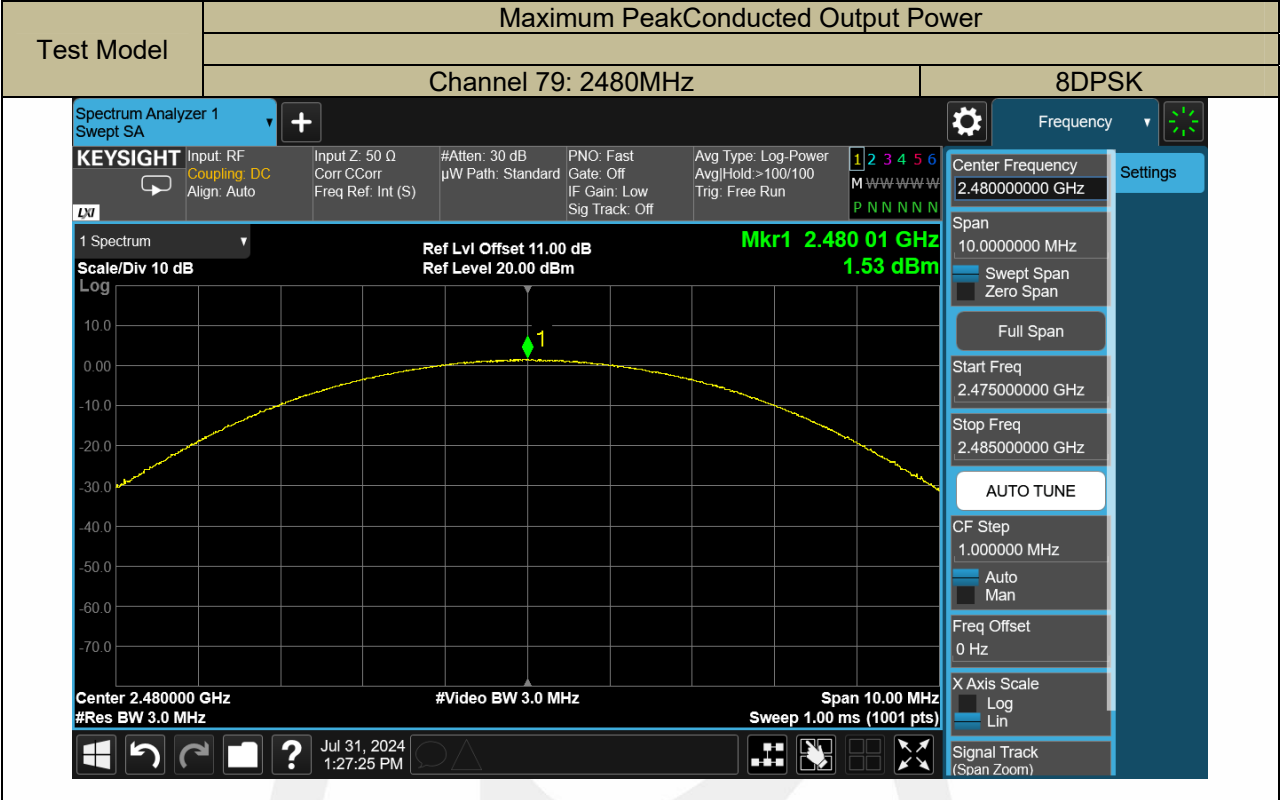 Test Model
Maximum PeakConducted Output Power
Channel 79: 2480MHz
8DPSK
Spectrum Analyzer 1
Swept SA
+
Frequency
KEYSIGHT
LXI
Input: RF
Coupling: DC
Align: Auto
Input Z: 50 Ω
Corr CCorr
Freq Ref: Int (S)
#Atten: 30 dB
µW Path: Standard
PNO: Fast
Gate: Off
IF Gain: Low
Sig Track: Off
Avg Type: Log-Power
Avg|Hold:>100/100
Trig: Free Run
1 2 3 4 5 6
M W W W W W
P N N N N N
1 Spectrum
Scale/Div 10 dB
Log
Ref Lvl Offset 11.00 dB
Ref Level 20.00 dBm
Mkr1 2.480 01 GHz
1.53 dBm
1
10.0
0.00
-10.0
-20.0
-30.0
-40.0
-50.0
-60.0
-70.0
Center 2.480000 GHz
#Res BW 3.0 MHz
#Video BW 3.0 MHz
Span 10.00 MHz
Sweep 1.00 ms (1001 pts)
Center Frequency
2.480000000 GHz
Settings
Span
10.0000000 MHz
Swept Span
Zero Span
Full Span
Start Freq
2.475000000 GHz
Stop Freq
2.485000000 GHz
AUTO TUNE
CF Step
1.000000 MHz
Auto
Man
Freq Offset
0 Hz
X Axis Scale
Log
Lin
Signal Track
(Span Zoom)
?
Jul 31, 2024
1:27:25 PM